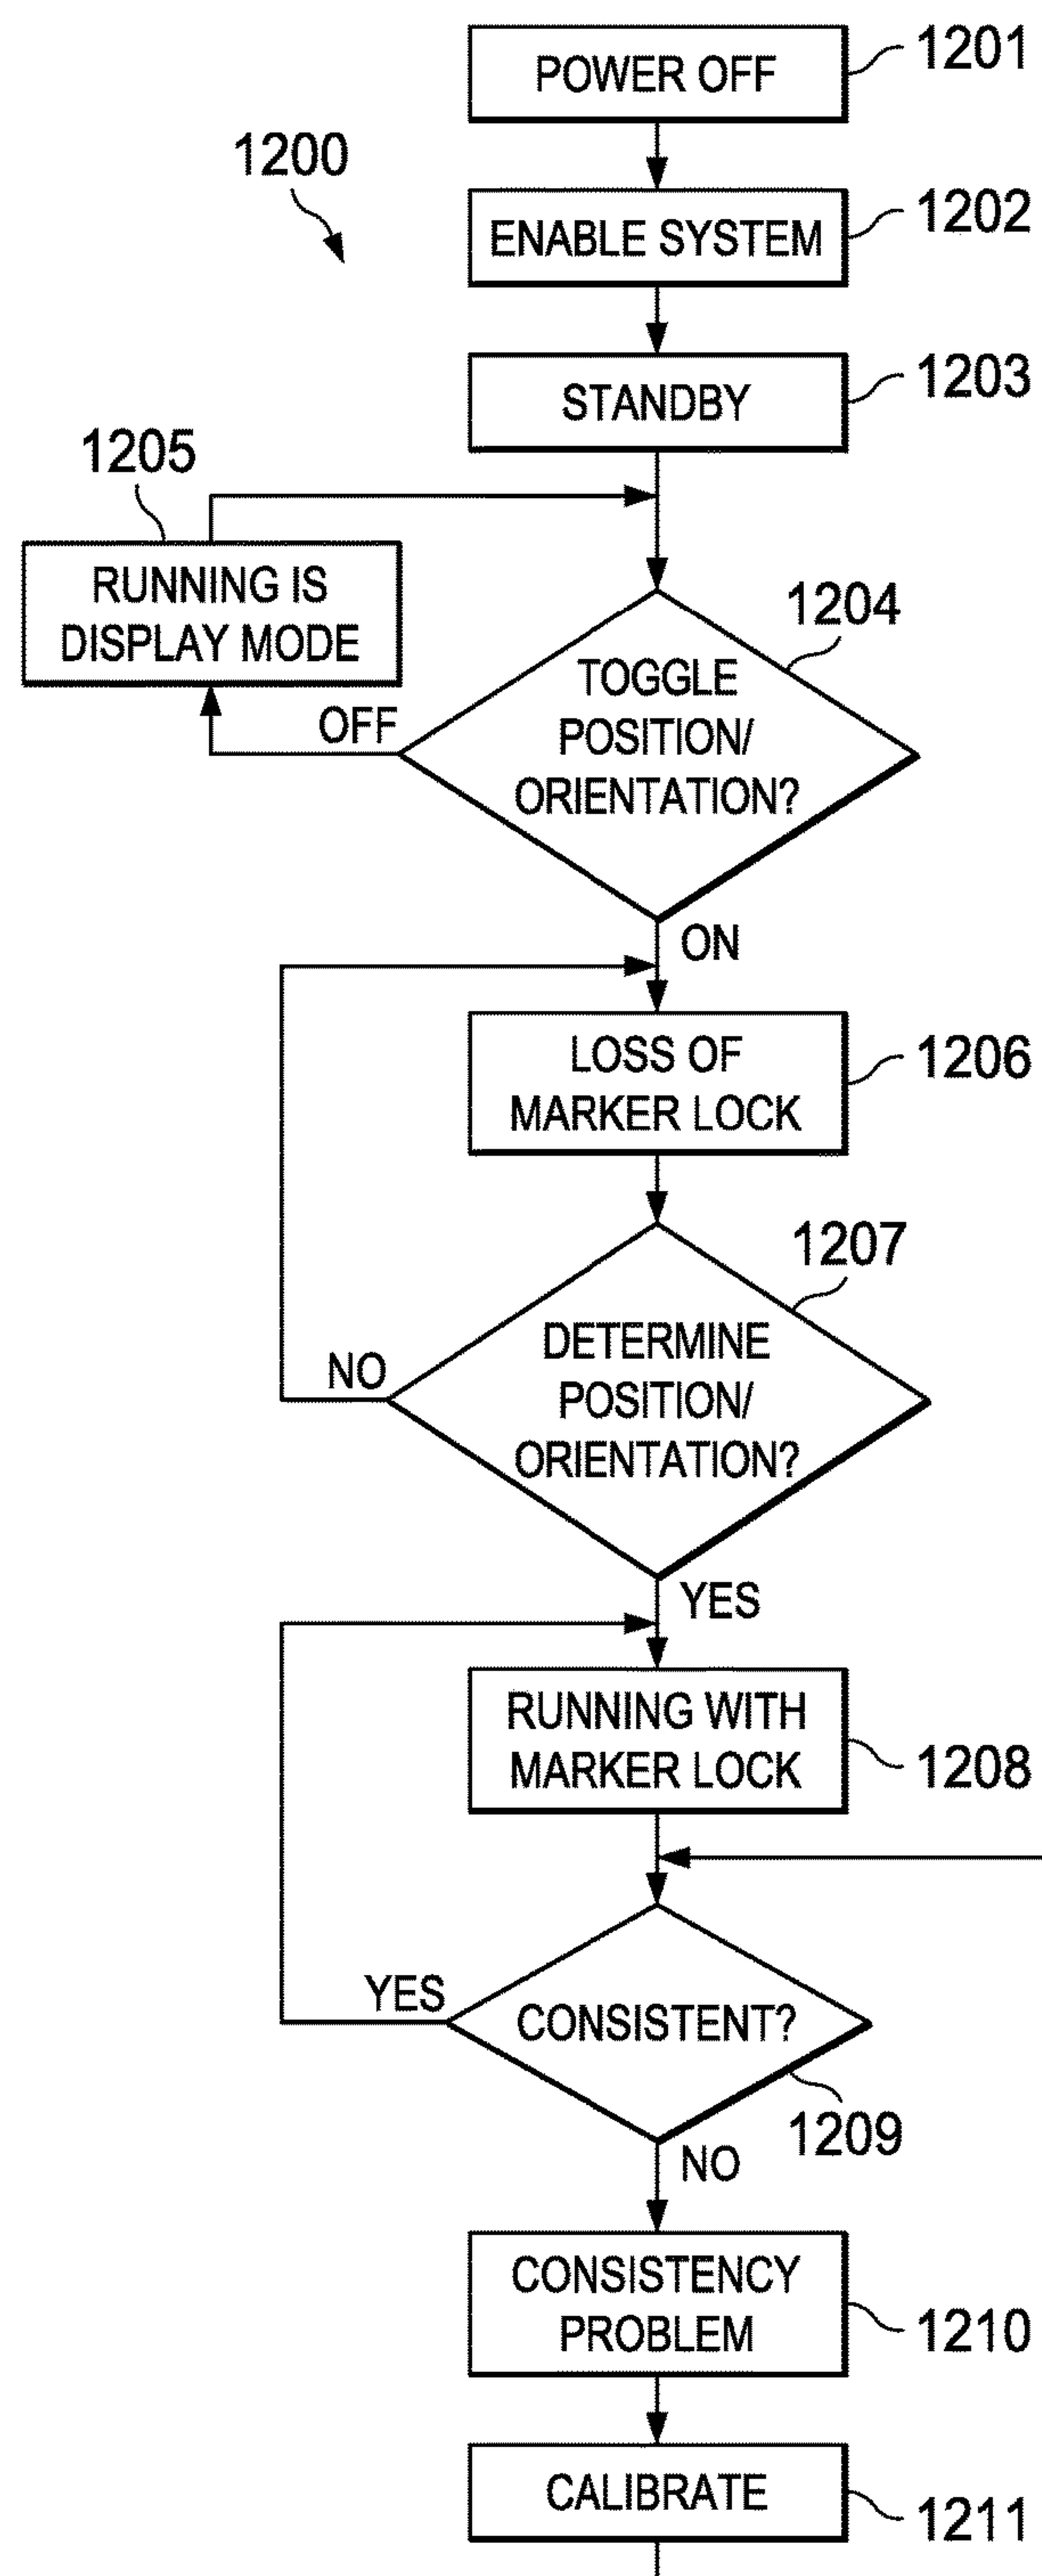 POWER OFF
1201
1200
ENABLE SYSTEM
1202
STANDBY
1203
1205
RUNNING IS
DISPLAY MODE
1204
TOGGLE
POSITION/
ORIENTATION?
OFF
ON
LOSS OF
MARKER LOCK
1206
1207
DETERMINE
POSITION/
ORIENTATION?
NO
YES
RUNNING WITH
MARKER LOCK
1208
YES
CONSISTENT?
1209
NO
CONSISTENCY
PROBLEM
1210
CALIBRATE
1211